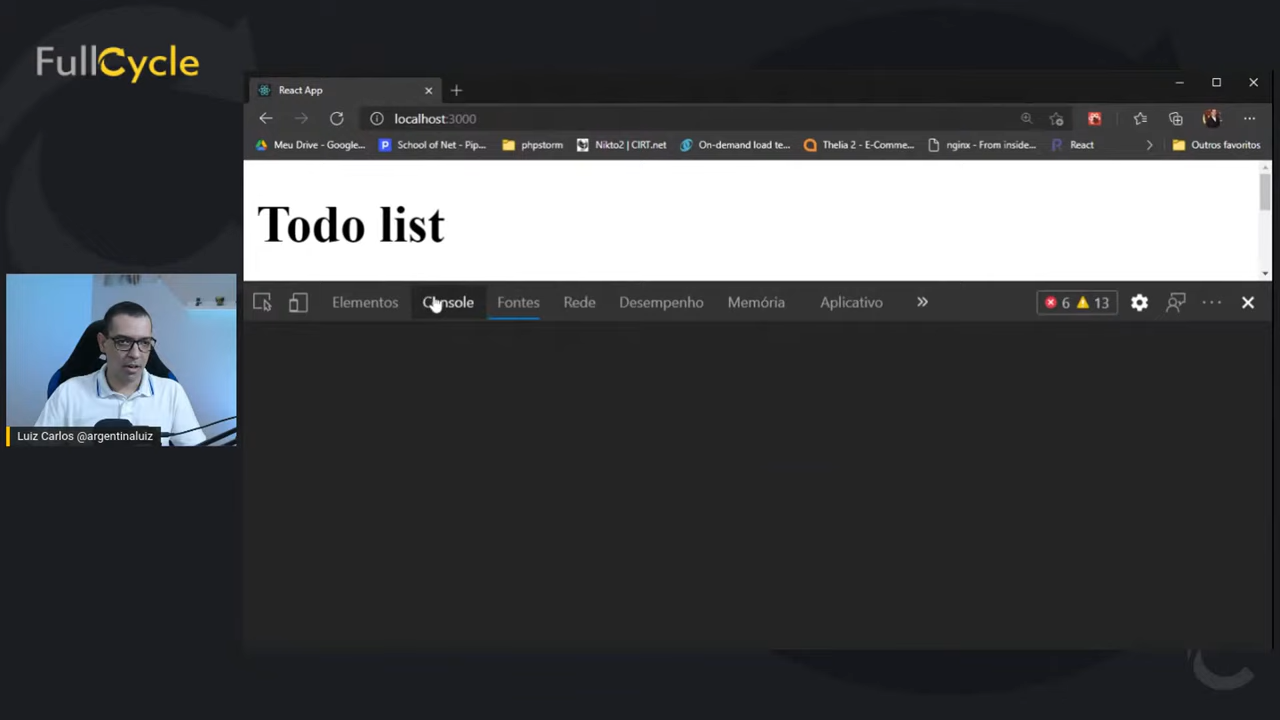 FullCycle
React App
localhost:3000
Meu Drive - Google...
School of Net - Pip...
phpstorm
Nikto2 | CIRT.net
On-demand load te...
Thelia 2 - E-Comme...
nginx - From inside...
React
Outros favoritos
Todo list
Elementos
Console
Fontes
Rede
Desempenho
Memória
Aplicativo
6
13
Luiz Carlos @argentinaluiz